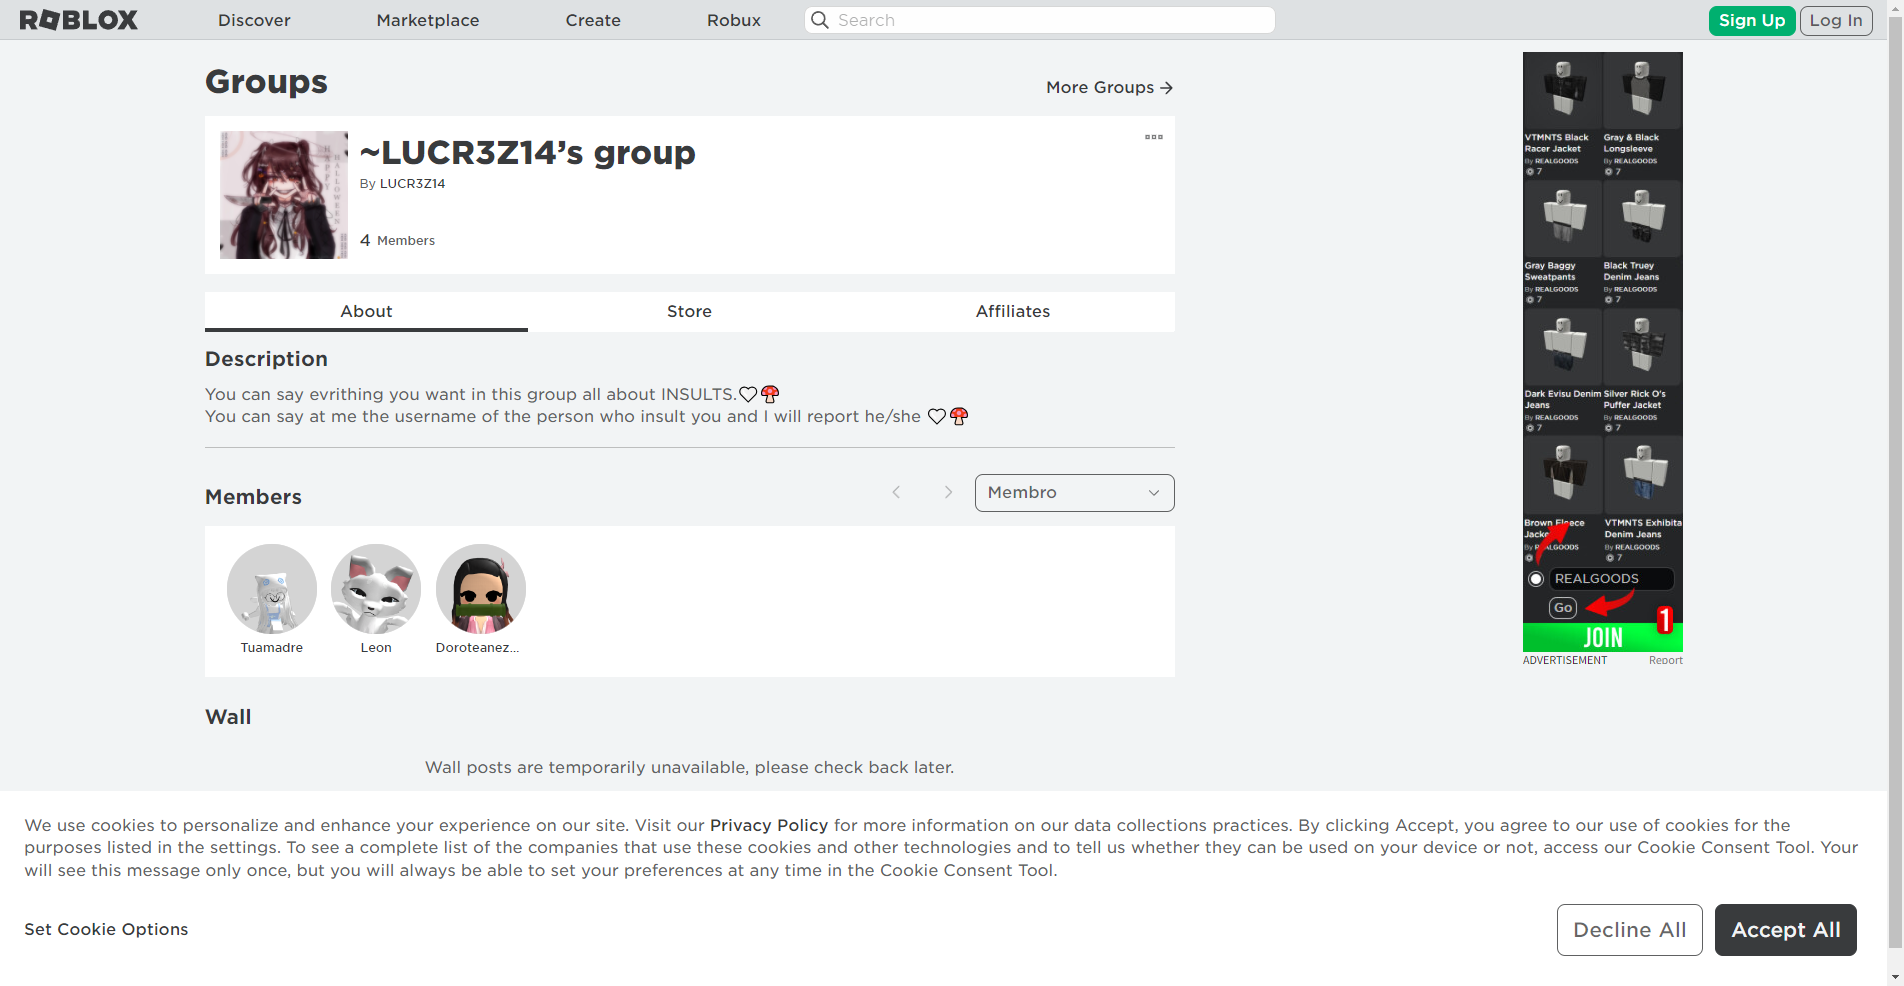 ROBLOX Discover Marketplace Create Robux Search Sign Up Log In
Groups
More Groups
~LUCR3Z14's group
By LUCR3Z14
4 Members
HAPPY
HALLOWEEN
About Store Affiliates
Description
You can say evrithing you want in this group all about INSULTS.
You can say at me the username of the person who insult you and I will report he/she
Members
Membro
Tuamadre Leon Doroteanez...
Wall
Wall posts are temporarily unavailable, please check back later.
VTMNTS Black Racer Jacket
By REALGOODS
7
Gray & Black Longsleeve
By REALGOODS
7
Gray Baggy Sweatpants
By REALGOODS
7
Black Truey Denim Jeans
By REALGOODS
7
Dark Evisu Denim Jeans
By REALGOODS
7
Silver Rick O's Puffer Jacket
By REALGOODS
7
Brown Fleece Jacket
By REALGOODS
VTMNTS Exhibita Denim Jeans
By REALGOODS
7
REALGOODS
Go
1
JOIN
ADVERTISEMENT Report
We use cookies to personalize and enhance your experience on our site. Visit our Privacy Policy for more information on our data collections practices. By clicking Accept, you agree to our use of cookies for the
purposes listed in the settings. To see a complete list of the companies that use these cookies and other technologies and to tell us whether they can be used on your device or not, access our Cookie Consent Tool. Your
will see this message only once, but you will always be able to set your preferences at any time in the Cookie Consent Tool.
Set Cookie Options
Decline All
Accept All